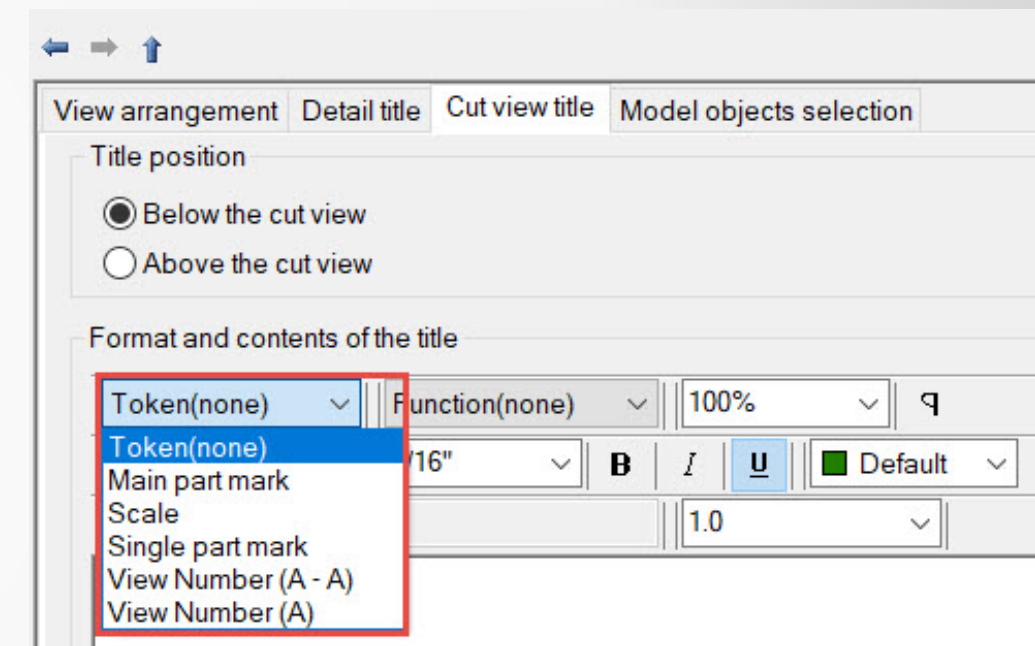 View arrangement Detail title Cut view title Model objects selection
Title position
Below the cut view
Above the cut view
Format and contents of the title
Token(none) Function(none) 100% ¶
Token(none) /16" B I U Default
Main part mark
Scale 1.0
Single part mark
View Number (A - A)
View Number (A)